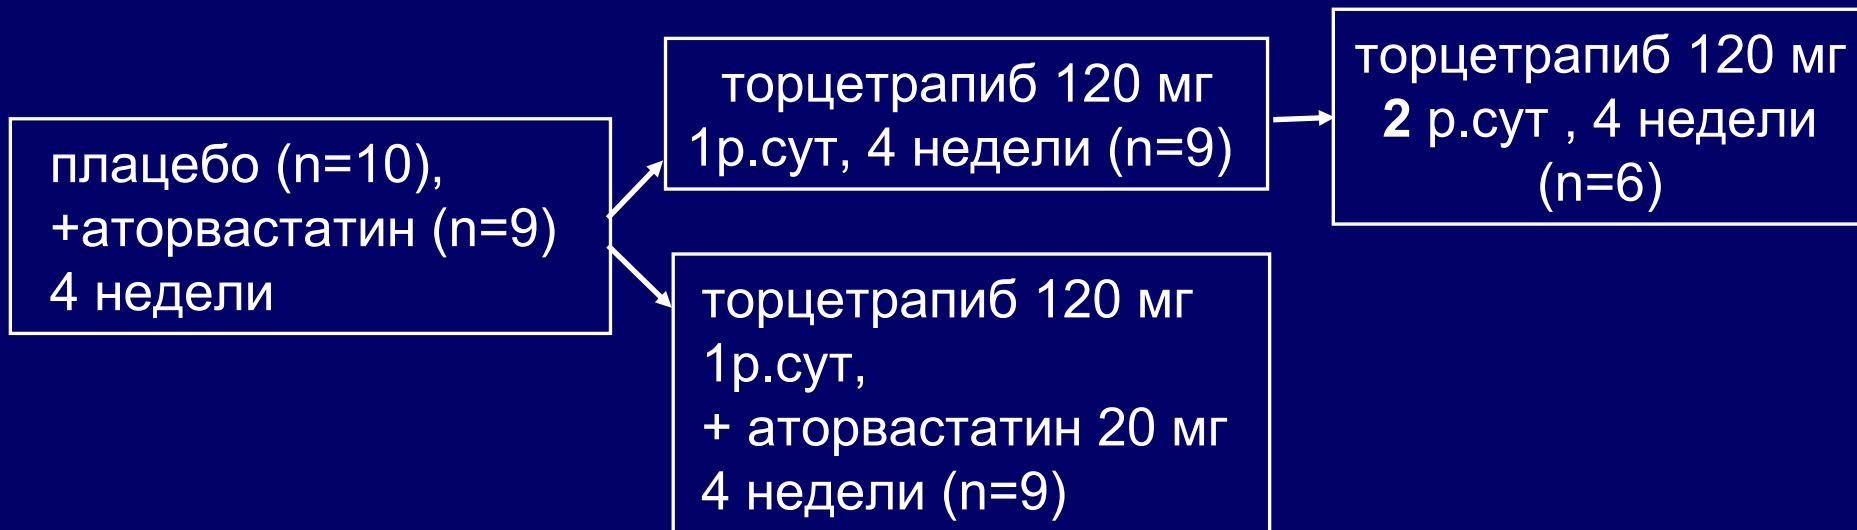 плацебо (n=10),
+аторвастатин (n=9)
4 недели
торцетрапиб 120 мг
1р.сут, 4 недели (n=9)
торцетрапиб 120 мг
2 р.сут , 4 недели
(n=6)
торцетрапиб 120 мг
1р.сут,
+ аторвастатин 20 мг
4 недели (n=9)